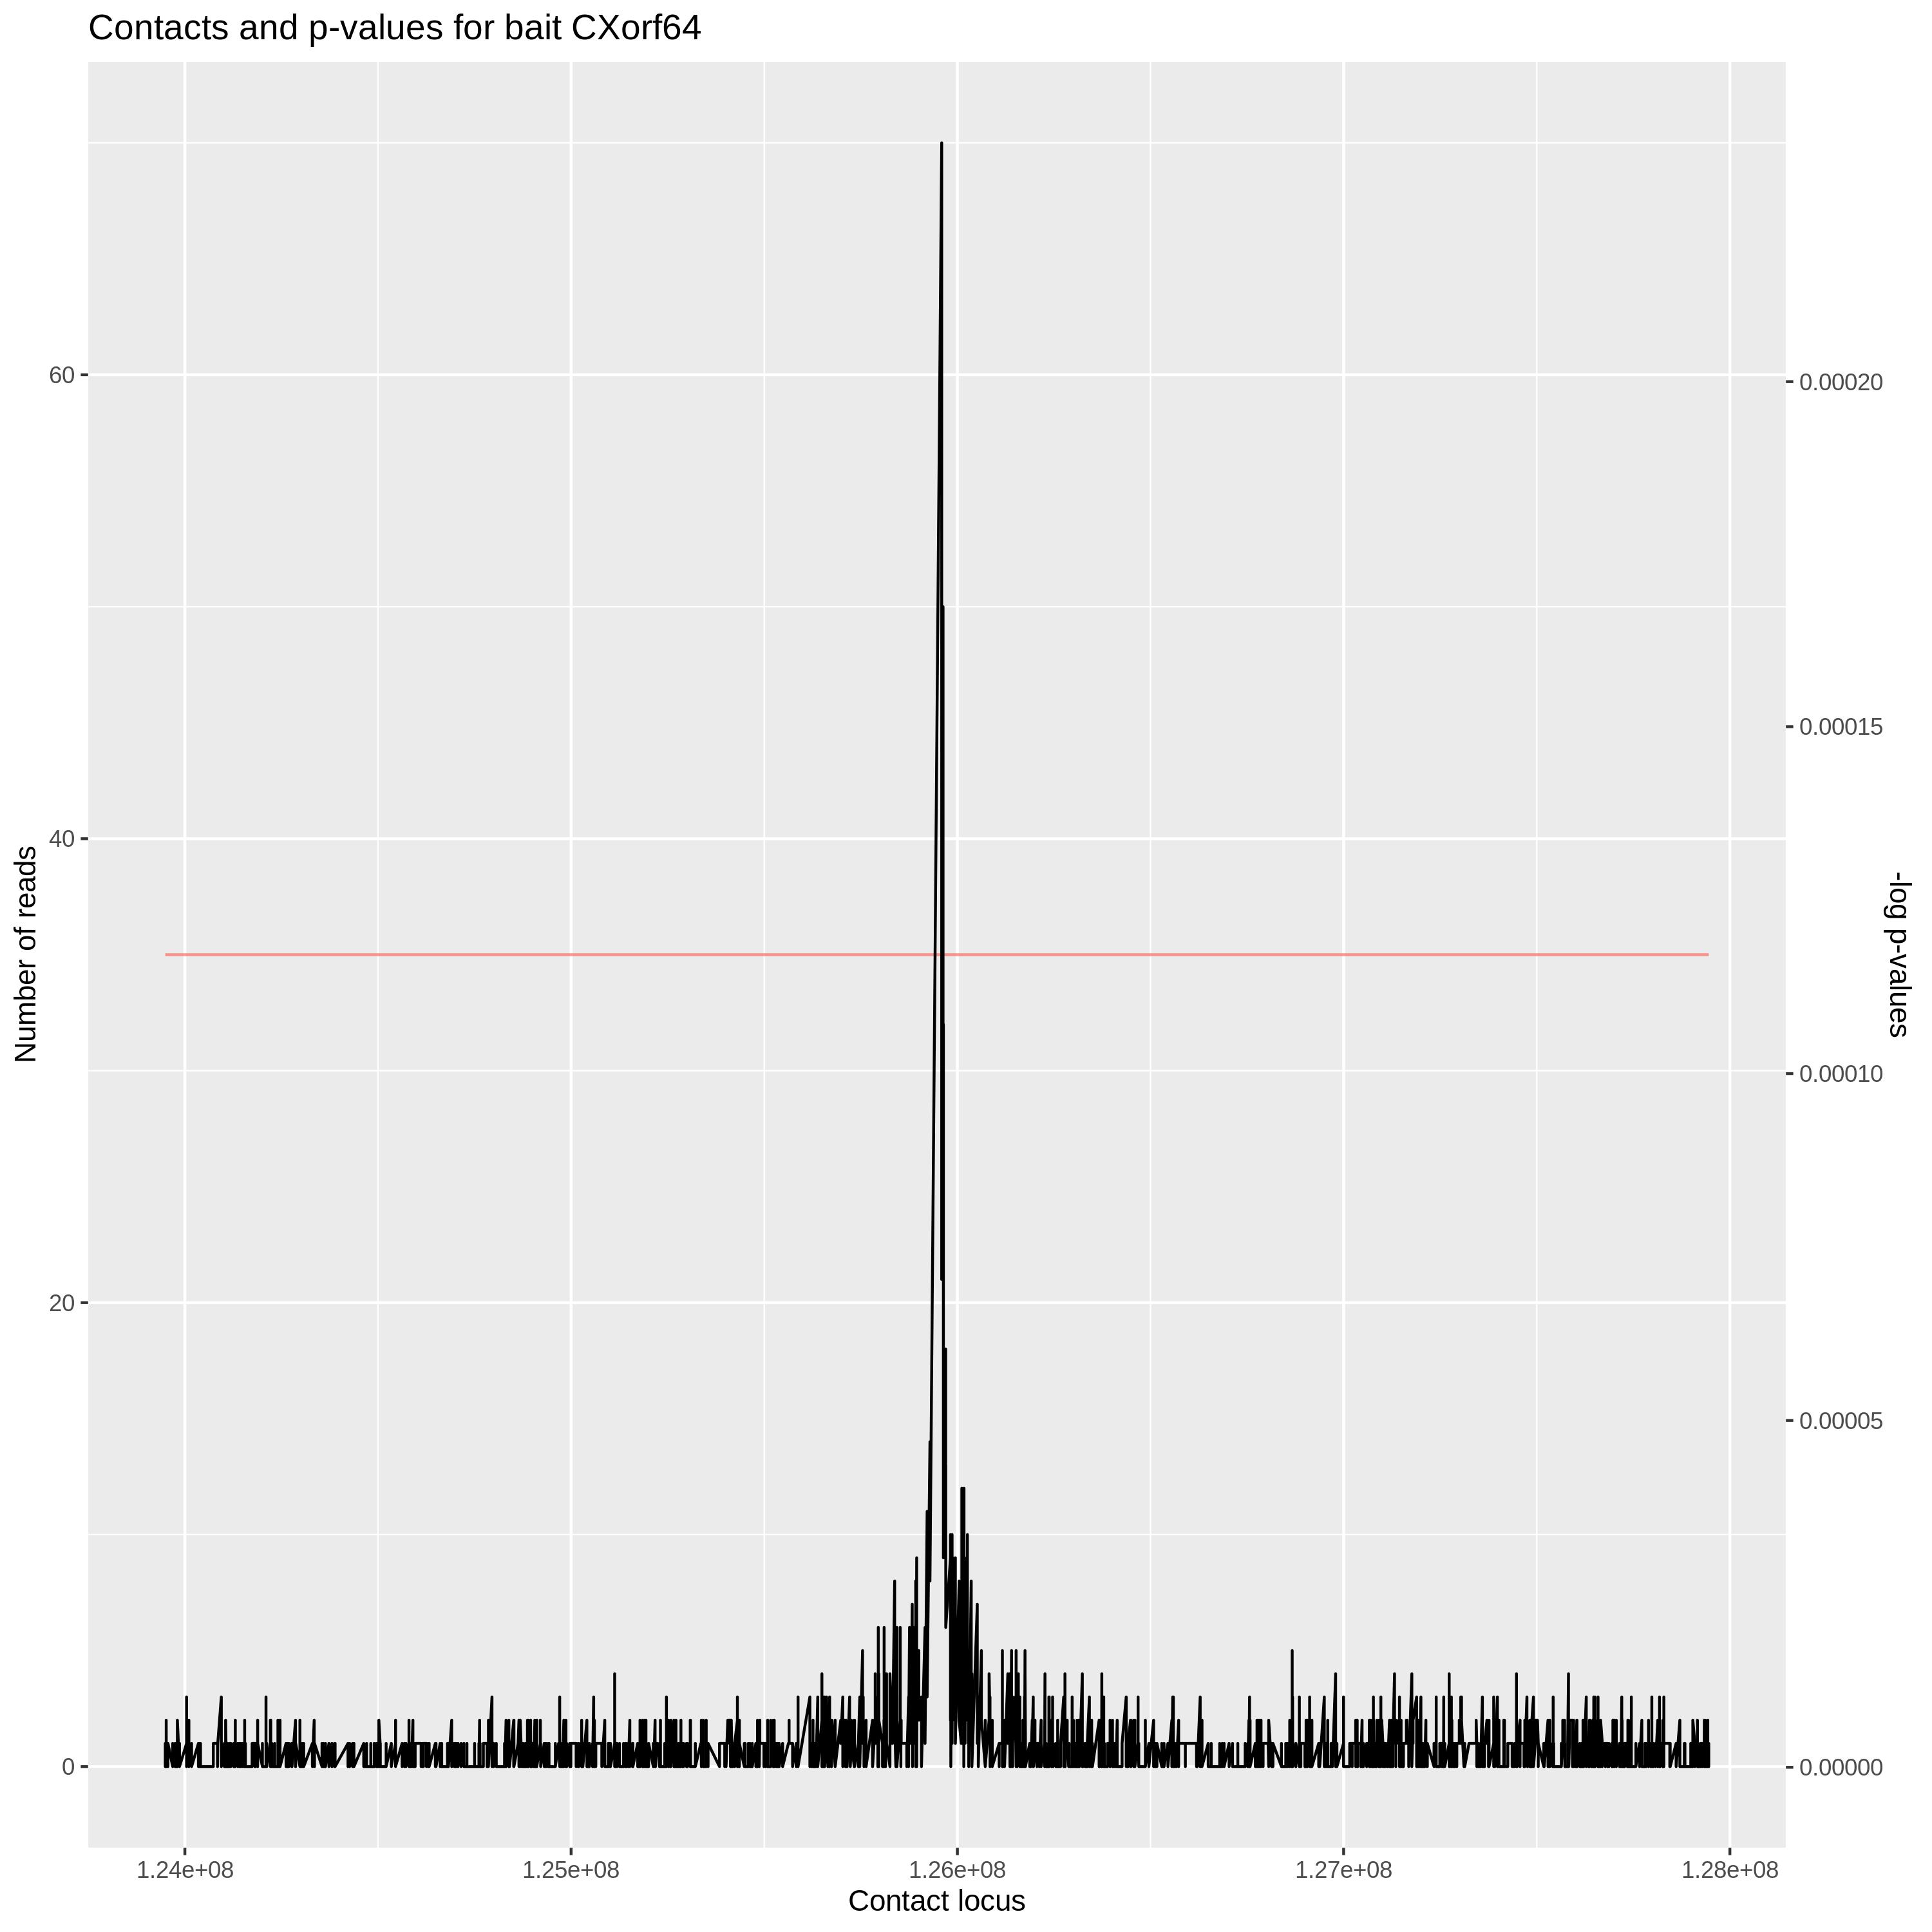 Contacts and p-values for bait CXorf64
60
40
20
0
Number of reads
0.00020
0.00015
0.00010
0.00005
0.00000
-log p-values
1.24e+08 1.25e+08 1.26e+08 1.27e+08 1.28e+08
Contact locus